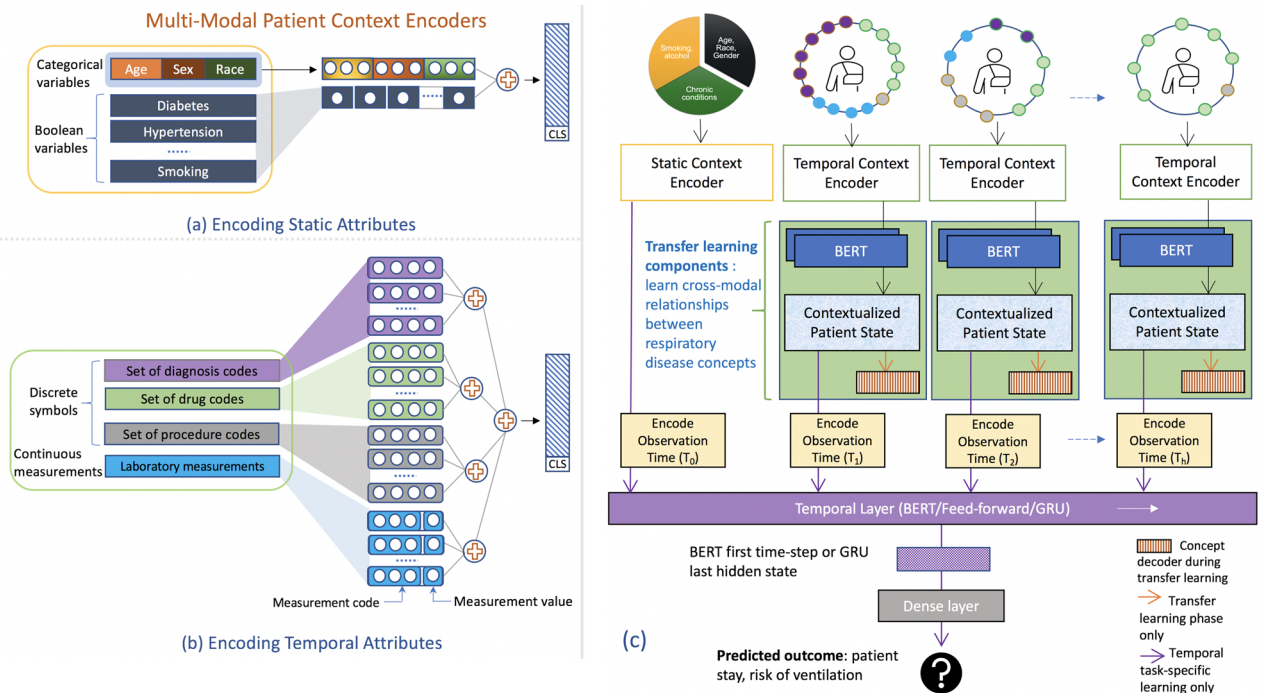 Multi-Modal Patient Context Encoders
Categorical
variables
Age
Sex
Race
Boolean
variables
Diabetes
Hypertension
Smoking
CLS
(a) Encoding Static Attributes
Discrete
symbols
Continuous
measurements
Set of diagnosis codes
Set of drug codes
Set of procedure codes
Laboratory measurements
CLS
Measurement code
Measurement value
(b) Encoding Temporal Attributes
Smoking,
alcohol
Age,
Race,
Gender
Chronic
conditions
Static Context
Encoder
Temporal Context
Encoder
Temporal Context
Encoder
Temporal
Context Encoder
Transfer learning
components :
learn cross-modal
relationships
between
respiratory
disease concepts
BERT
BERT
BERT
Contextualized
Patient State
Contextualized
Patient State
Contextualized
Patient State
Encode
Observation
Time (T₀)
Encode
Observation
Time (T₁)
Encode
Observation
Time (T₂)
Encode
Observation
Time (Tₕ)
Temporal Layer (BERT/Feed-forward/GRU)
BERT first time-step or GRU
last hidden state
Dense layer
Predicted outcome: patient
stay, risk of ventilation
?
(c)
Concept
decoder during
transfer learning
Transfer
learning phase
only
Temporal
task-specific
learning only